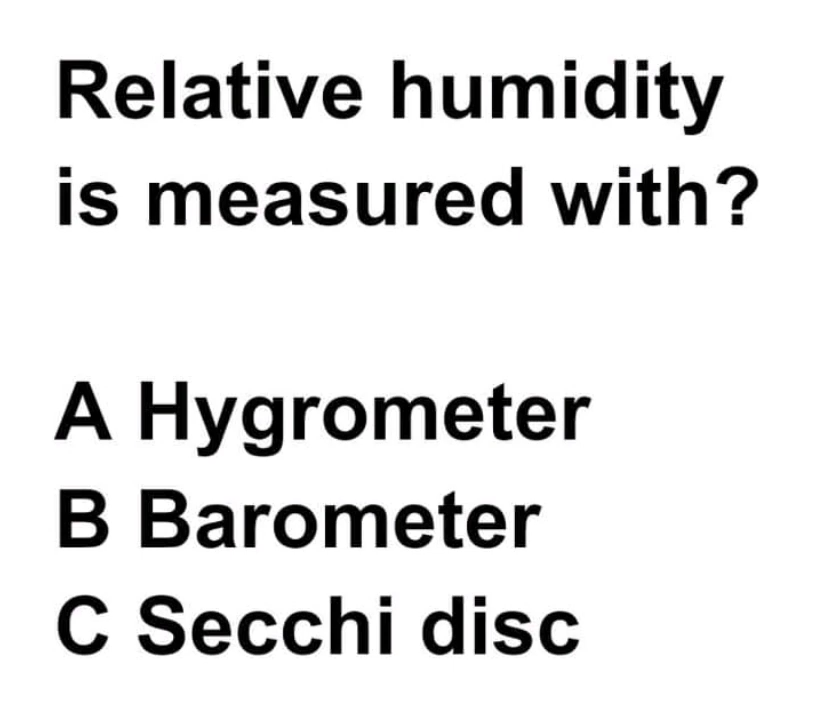 Relative humidity
is measured with?
A Hygrometer
B Barometer
C Secchi disc